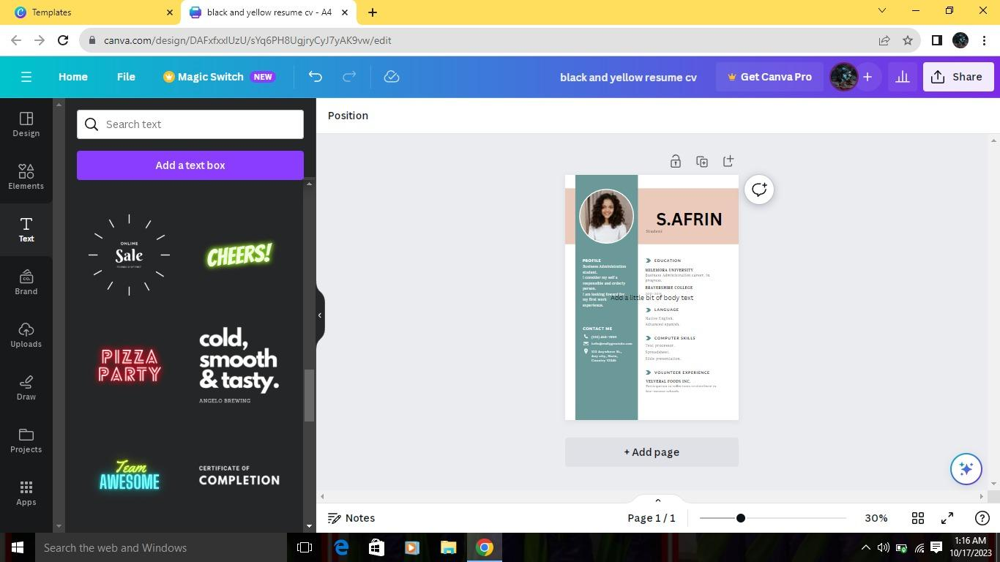 Templates
black and yellow resume cv - A4
canva.com/design/DAFxfxxlUzU/sYq6PH8UgjryCyJ7yAK9vw/edit
Home
File
Magic Switch
NEW
black and yellow resume cv
Get Canva Pro
Share
Design
Elements
Text
Brand
Uploads
Draw
Projects
Apps
CO.
Search text
Add a text box
ONLINE
Sale
CHEERS!
PIZZA
PARTY
cold,
smooth
& tasty.
ANGELO BREWING
Team
AWESOME
CERTIFICATE OF
COMPLETION
Position
S.AFRIN
Student
PROFILE
Business Administration
student.
I consider my self a
responsible and orderly
person.
I am looking foward for
my first work
experience.
CONTACT ME
(123) 456-7890
hello@reallygreatsite.com
123 Anywhere St.,
Any city, State,
Country 12345
EDUCATION
MILEMORA UNIVERSITY
Business Administration career, in
progress.
BRAYERSHIRE COLLEGE
Add a little bit of body text
LANGUAGE
Native English.
Advanced spanish.
COMPUTER SKILLS
Text processor.
Spreadsheet.
Slide presentation.
VOLUNTEER EXPERIENCE
VELVERAL FOODS INC.
low-income schools.
+ Add page
Notes
Page 1 / 1
30%
Search the web and Windows
1:16 AM
10/17/2023